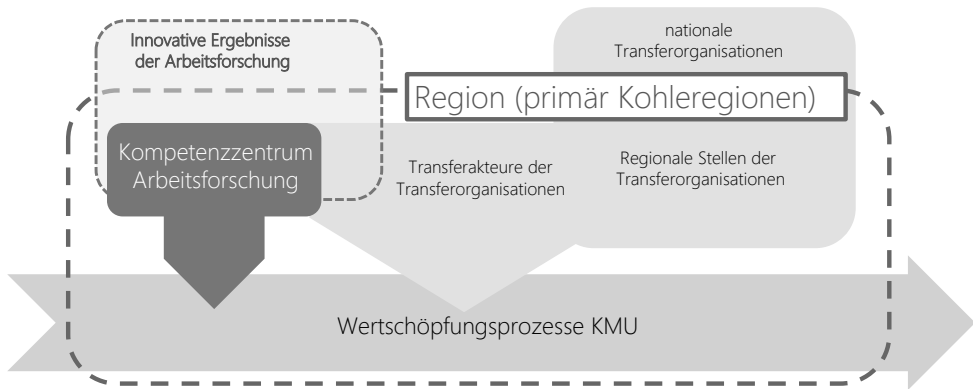 Innovative Ergebnisse
der Arbeitsforschung
nationale
Transferorganisationen
Region (primär Kohleregionen)
Kompetenzzentrum
Arbeitsforschung
Transferakteure der
Transferorganisationen
Regionale Stellen der
Transferorganisationen
Wertschöpfungsprozesse KMU